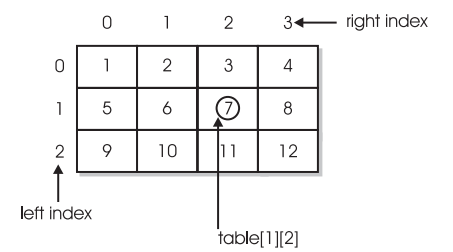 0 1 2 3 right index
0 1 2 3 4
1 5 6 7 8
2 9 10 11 12
left index
table[1][2]